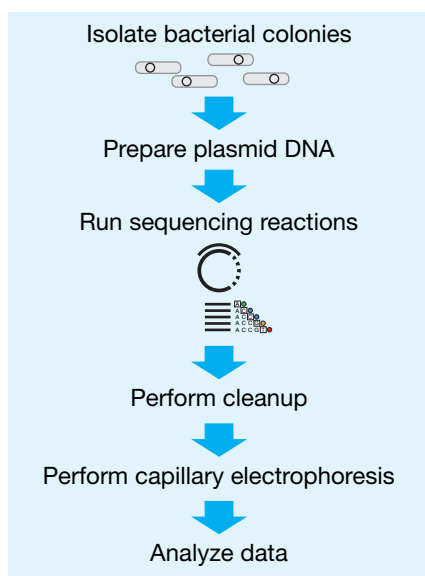 Isolate bacterial colonies
Prepare plasmid DNA
Run sequencing reactions
A
A C
A C C
A C C G
A C C G T
Perform cleanup
Perform capillary electrophoresis
Analyze data